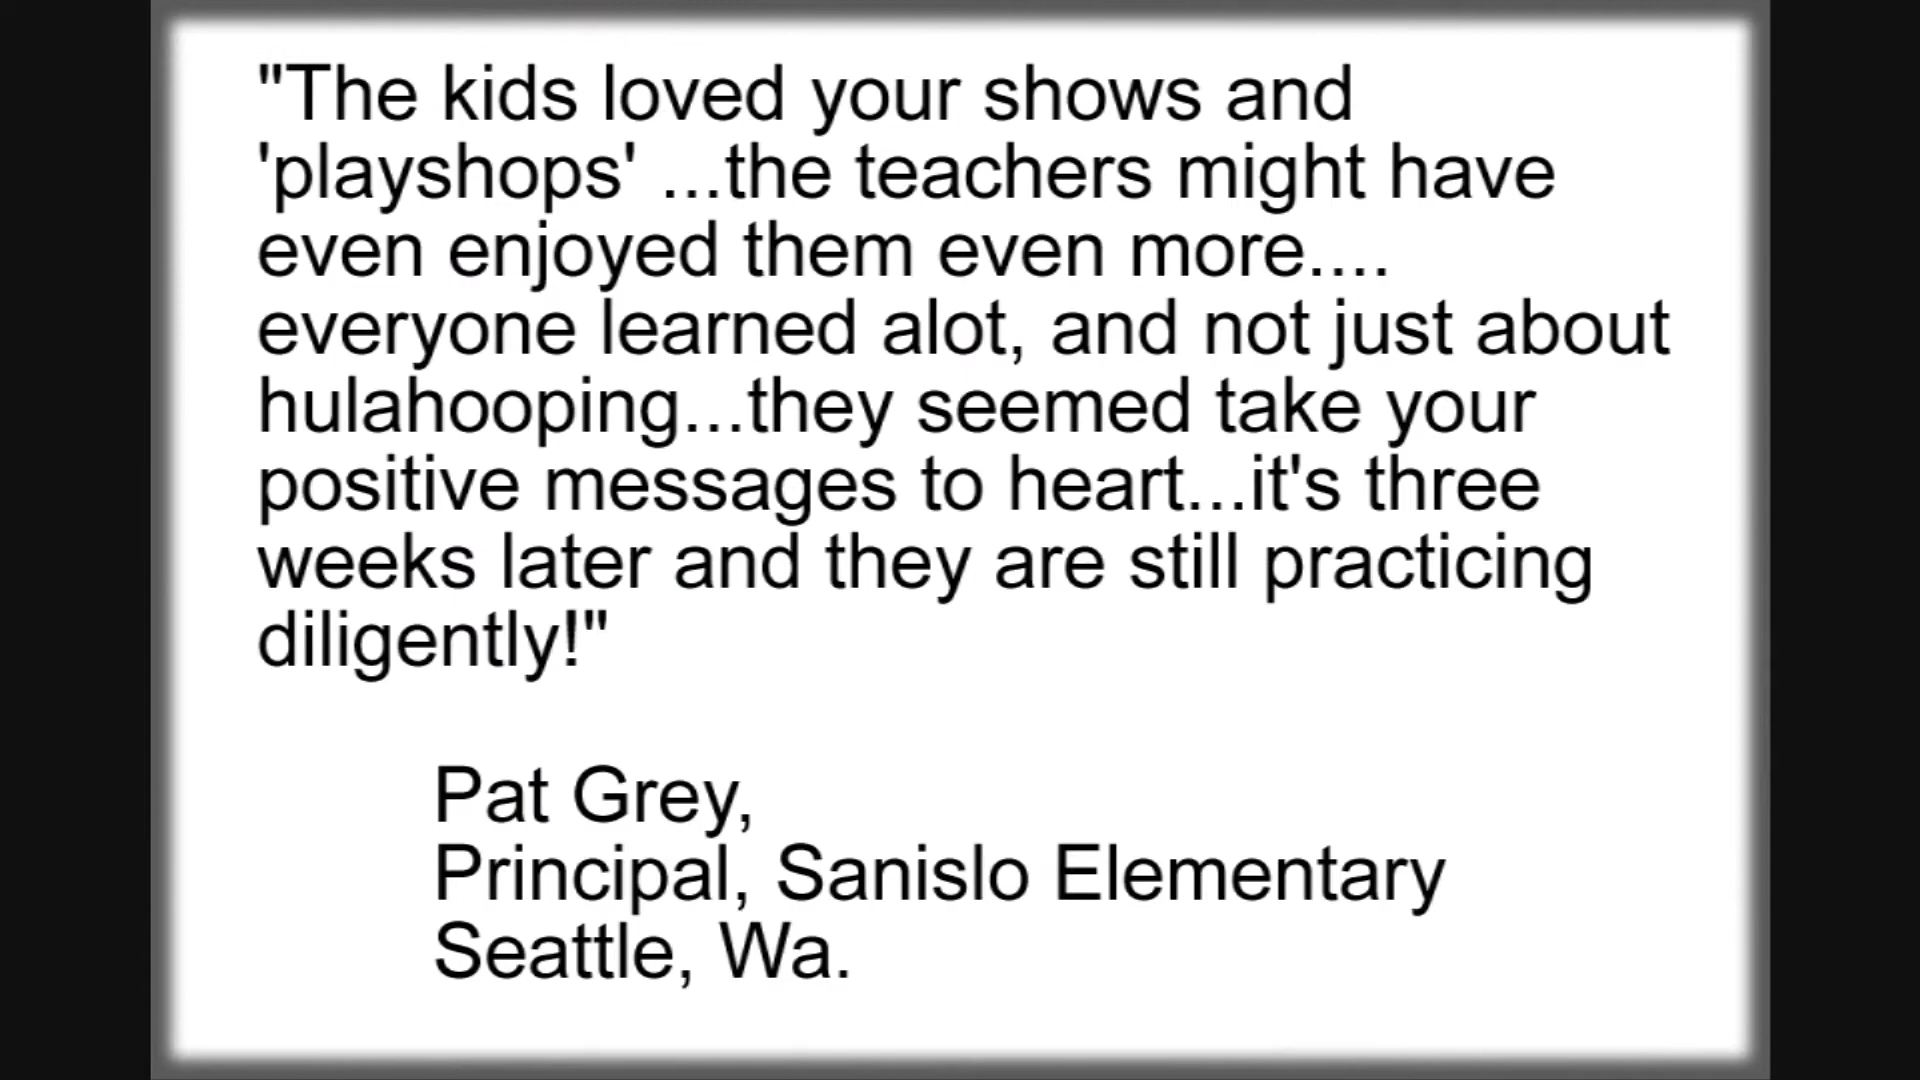 "The kids loved your shows and
'playshops' ...the teachers might have
even enjoyed them even more....
everyone learned alot, and not just about
hulahooping...they seemed take your
positive messages to heart...it's three
weeks later and they are still practicing
diligently!"
Pat Grey,
Principal, Sanislo Elementary
Seattle, Wa.